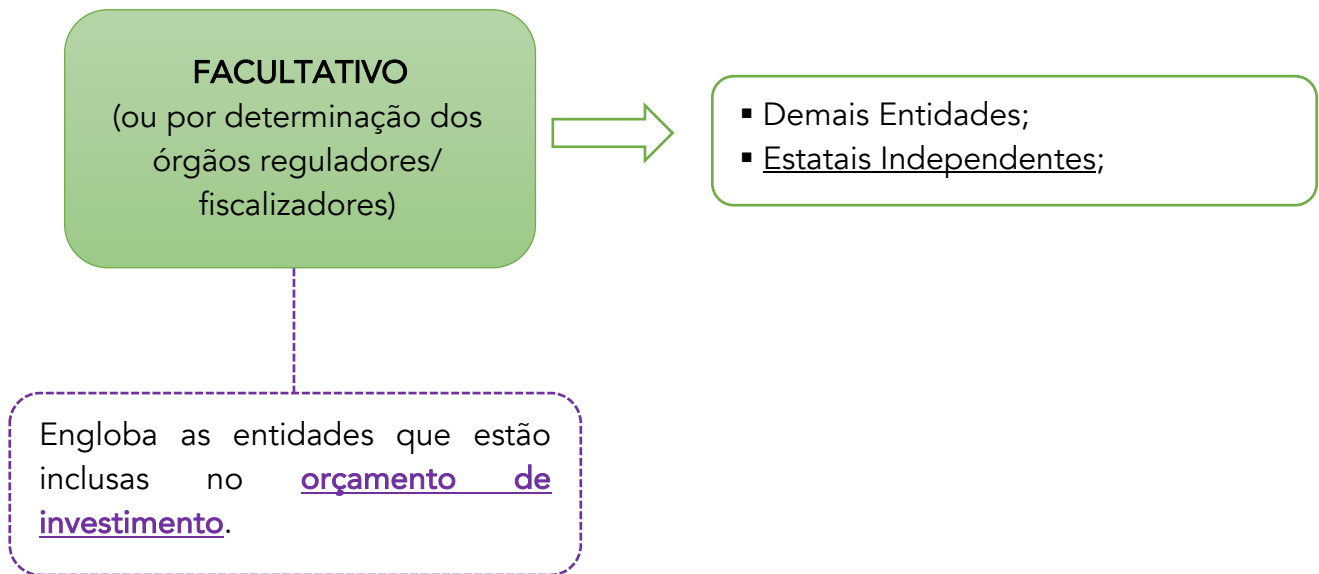 FACULTATIVO
(ou por determinação dos
órgãos reguladores/
fiscalizadores)
▪ Demais Entidades;
▪ Estatais Independentes;
Engloba as entidades que estão
inclusas no orçamento de
investimento.